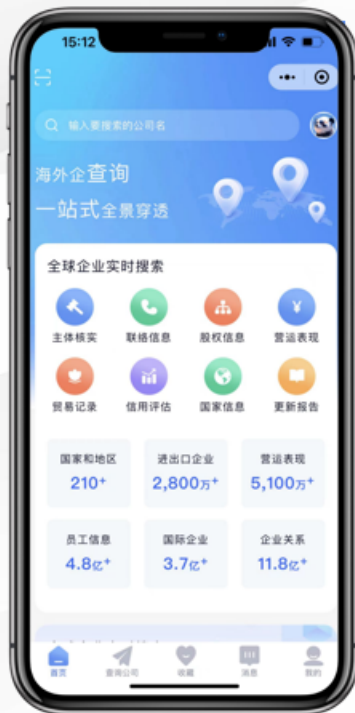 15:12
输入要搜索的公司名
海外企查询
一站式全景穿透
全球企业实时搜索
主体核实 联络信息 股权信息 营运表现
贸易记录 信用评估 国家信息 更新报告
国家和地区 进出口企业 营运表现
210+ 2,800万+ 5,100万+
员工信息 国际企业 企业关系
4.8亿+ 3.7亿+ 11.8亿+
首页 查询公司 收藏 消息 我的